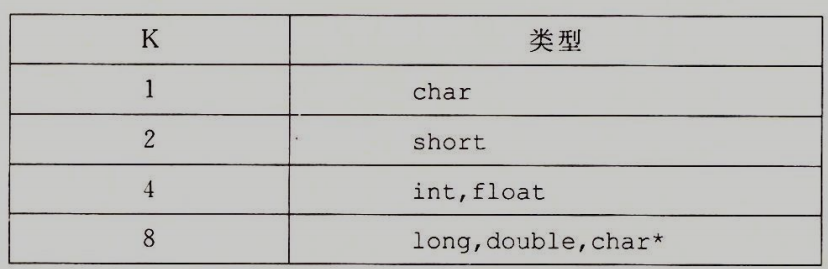 K 类型
1 char
2 short
4 int,float
8 long,double,char*